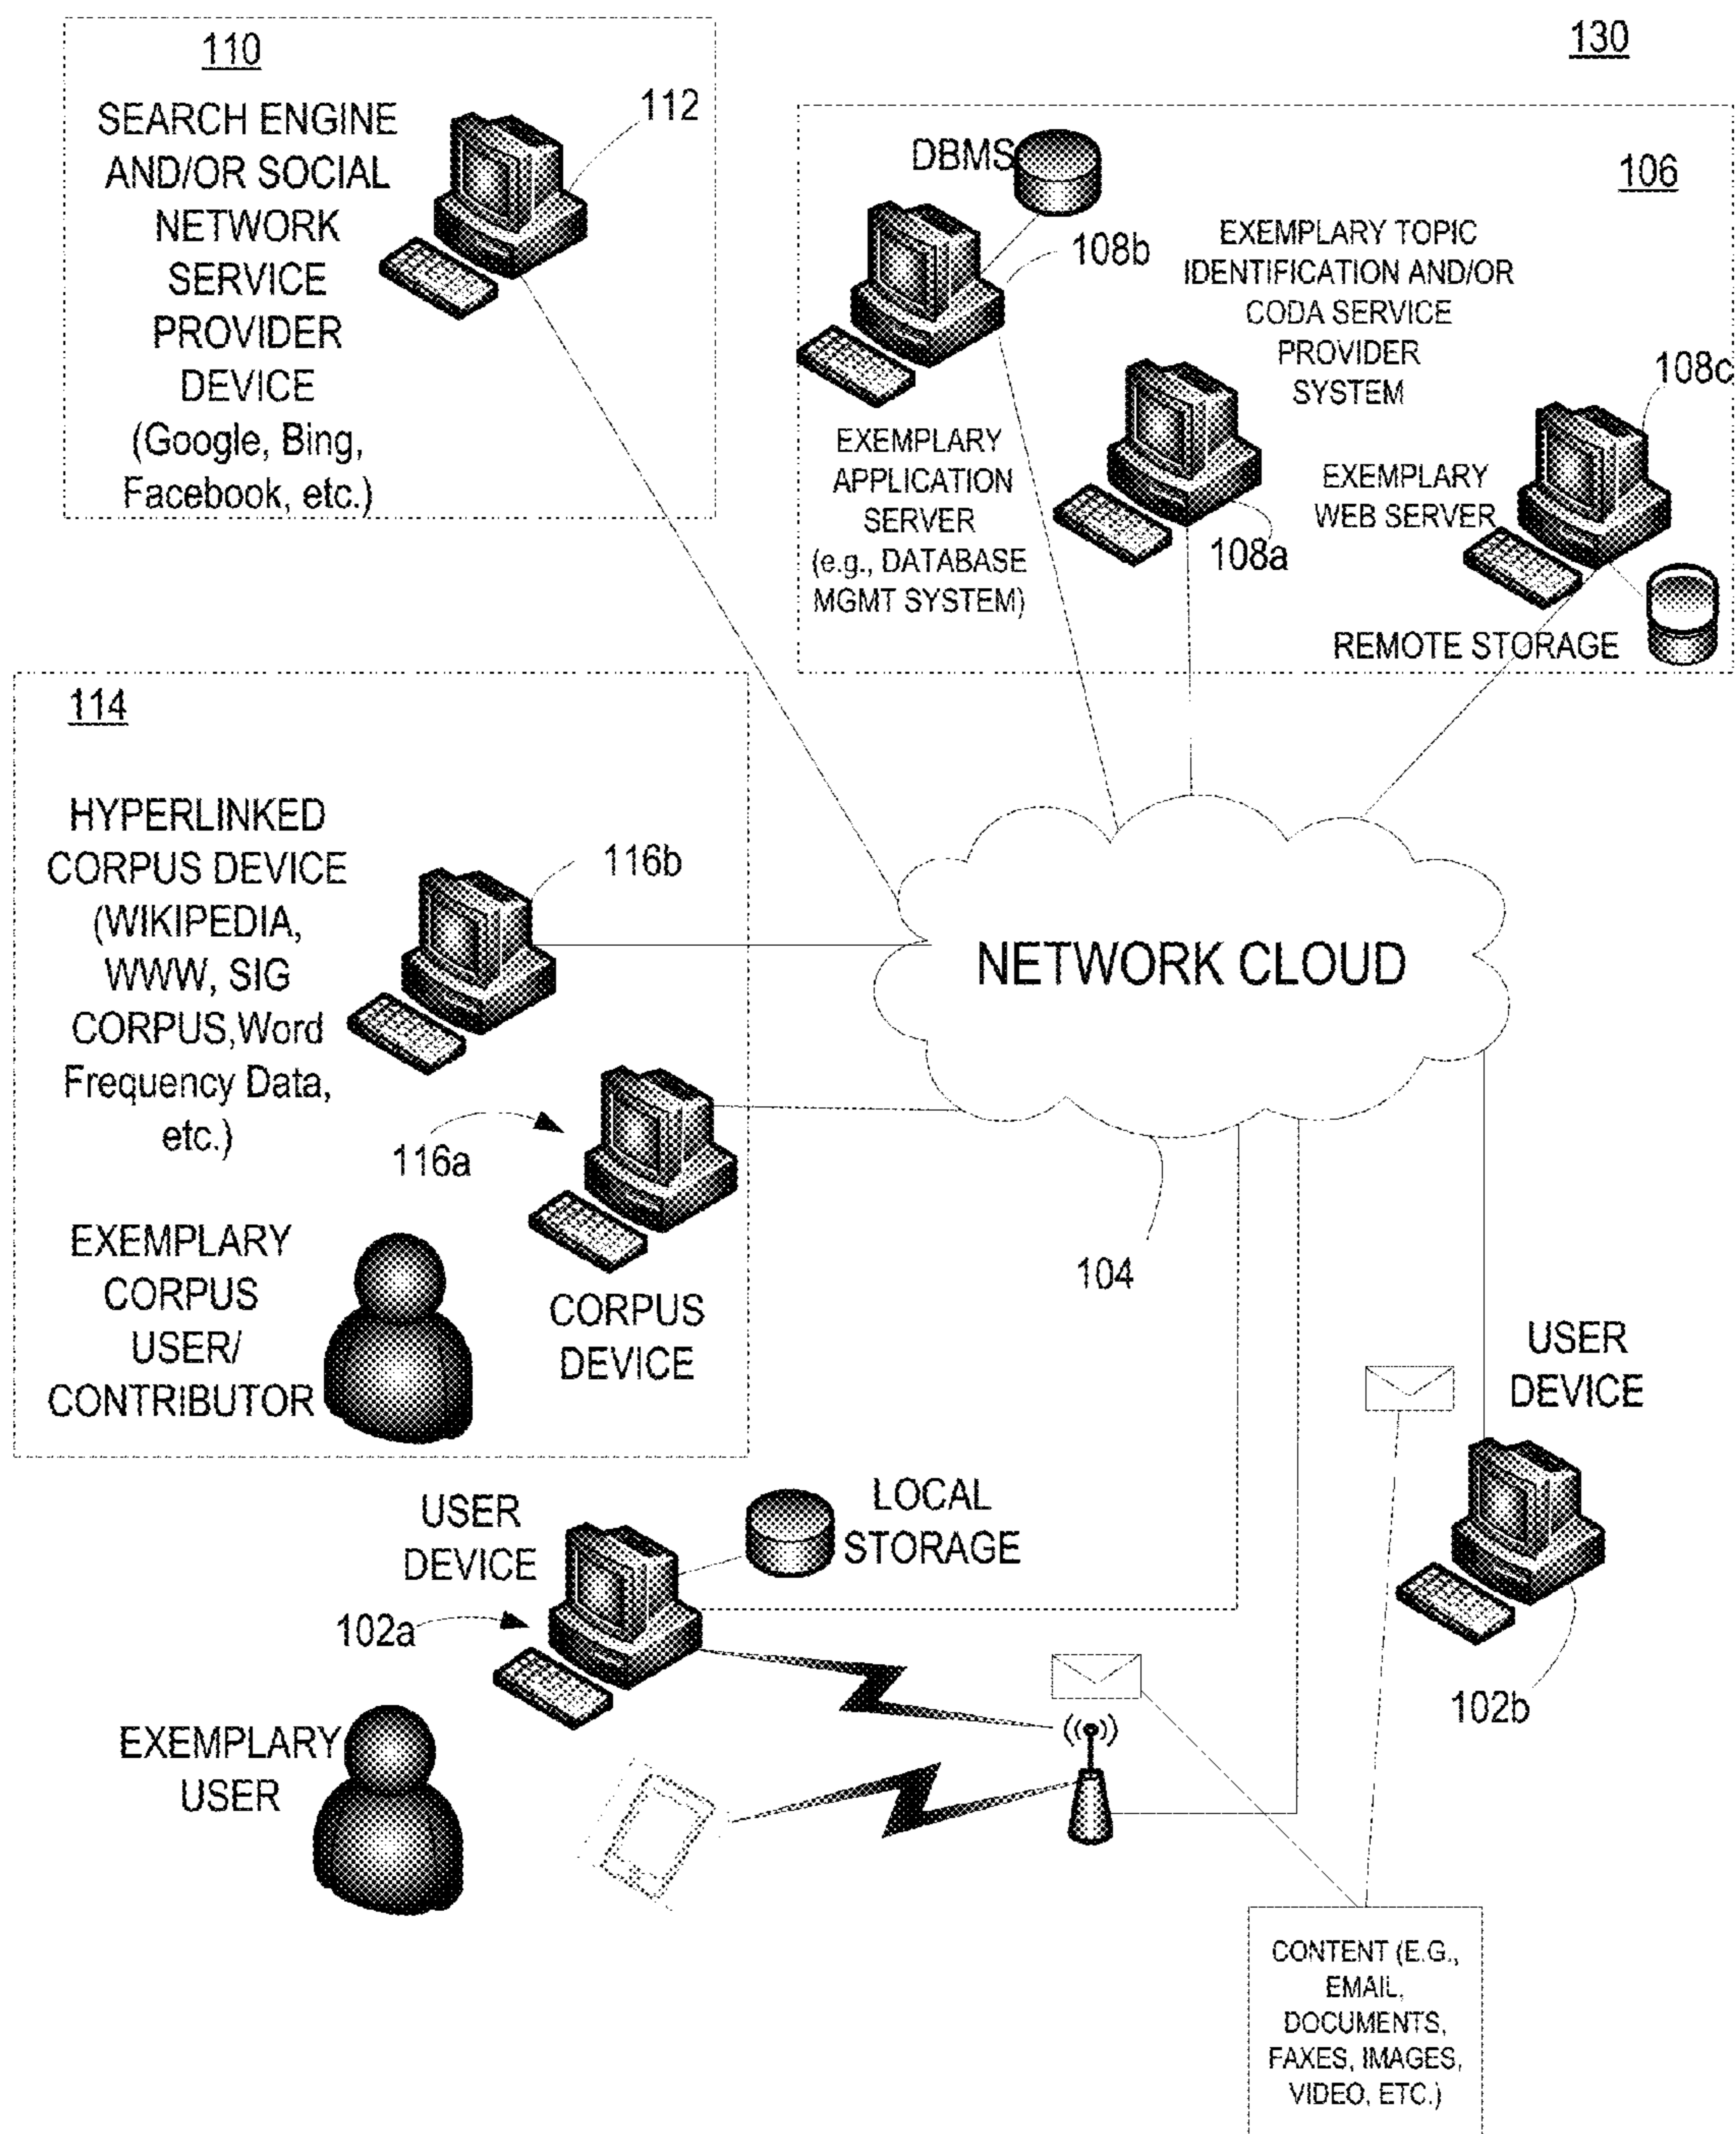 130
110
SEARCH ENGINE
AND/OR SOCIAL
NETWORK
SERVICE
PROVIDER
DEVICE
(Google, Bing,
Facebook, etc.)
112
106
DBMS
108b
EXEMPLARY
APPLICATION
SERVER
(e.g., DATABASE
MGMT SYSTEM)
EXEMPLARY TOPIC
IDENTIFICATION AND/OR
CODA SERVICE
PROVIDER
SYSTEM
108a
108c
EXEMPLARY
WEB SERVER
REMOTE STORAGE
114
HYPERLINKED
CORPUS DEVICE
(WIKIPEDIA,
WWW, SIG
CORPUS,Word
Frequency Data,
etc.)
116b
116a
EXEMPLARY
CORPUS
USER/
CONTRIBUTOR
CORPUS
DEVICE
NETWORK CLOUD
104
USER
DEVICE
102b
USER
DEVICE
LOCAL
STORAGE
102a
EXEMPLARY
USER
CONTENT (E.G.,
EMAIL,
DOCUMENTS,
FAXES, IMAGES,
VIDEO, ETC.)